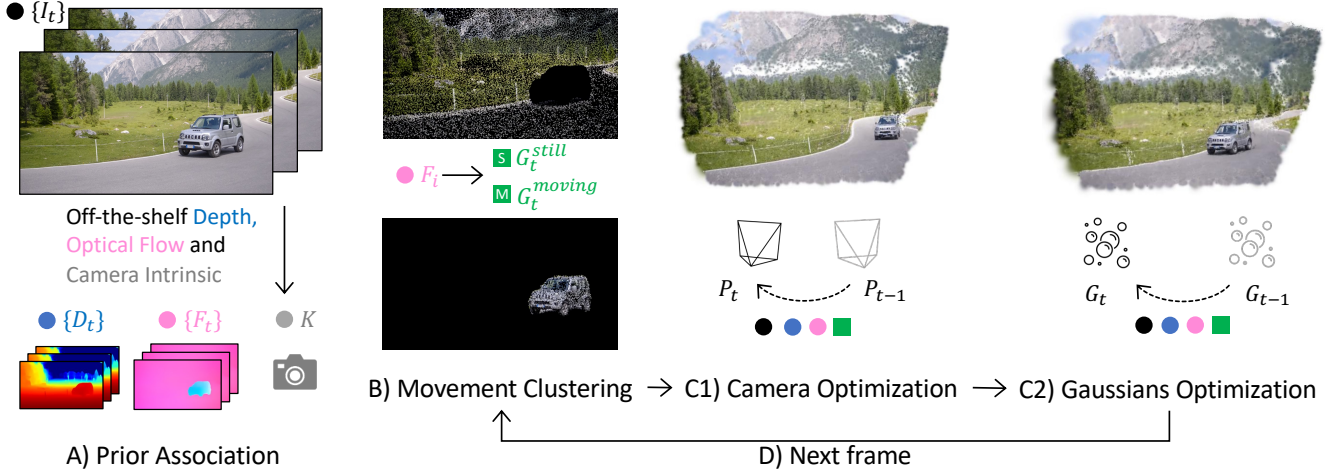 {I_t}
Off-the-shelf Depth,
Optical Flow and
Camera Intrinsic
{D_t} {F_t} K
A) Prior Association
F_i → S G_t^{still}
M G_t^{moving}
B) Movement Clustering
P_t P_{t-1}
C1) Camera Optimization
G_t G_{t-1}
C2) Gaussians Optimization
D) Next frame